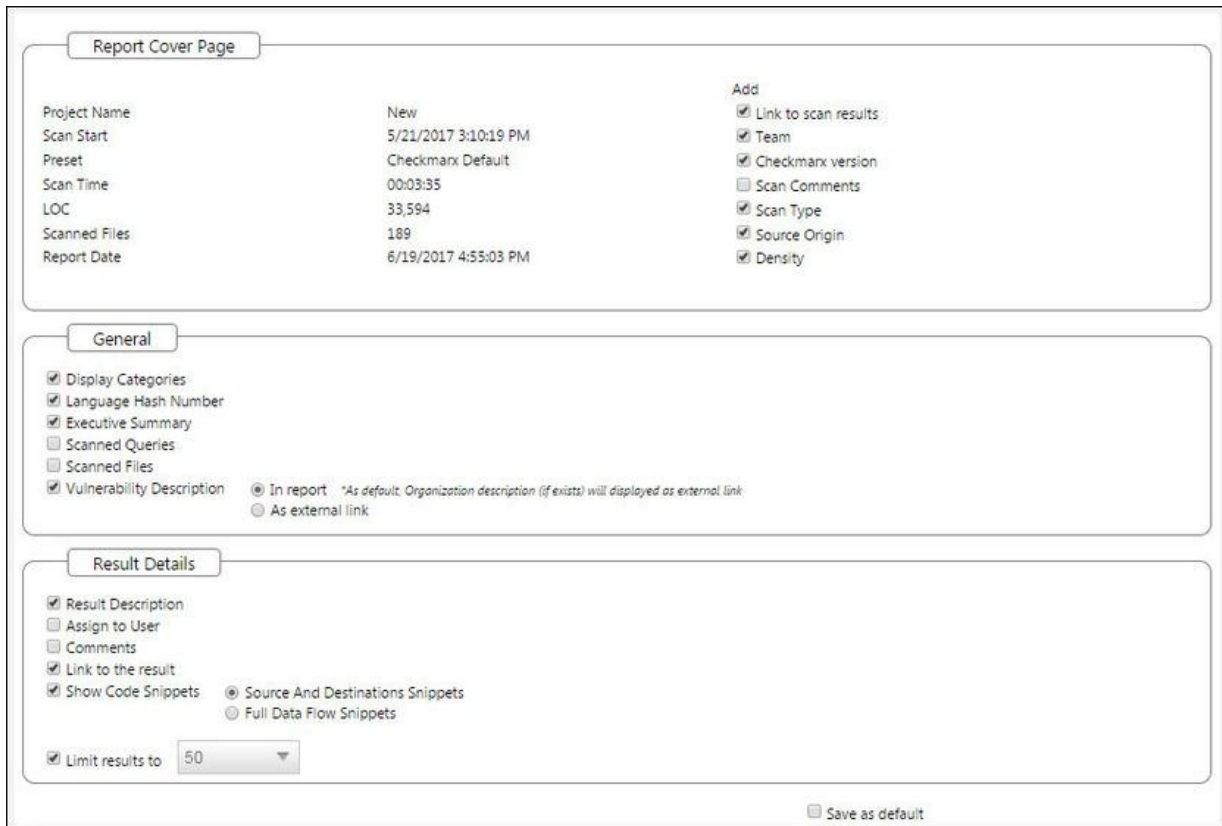 Report Cover Page
Add
Project Name New Link to scan results
Scan Start 5/21/2017 3:10:19 PM Team
Preset Checkmarx Default Checkmarx version
Scan Time 00:03:35 Scan Comments
LOC 33,594 Scan Type
Scanned Files 189 Source Origin
Report Date 6/19/2017 4:55:03 PM Density
General
Display Categories
Language Hash Number
Executive Summary
Scanned Queries
Scanned Files
Vulnerability Description In report *As default, Organization description (if exists) will displayed as external link
As external link
Result Details
Result Description
Assign to User
Comments
Link to the result
Show Code Snippets Source And Destinations Snippets
Full Data Flow Snippets
Limit results to 50
Save as default